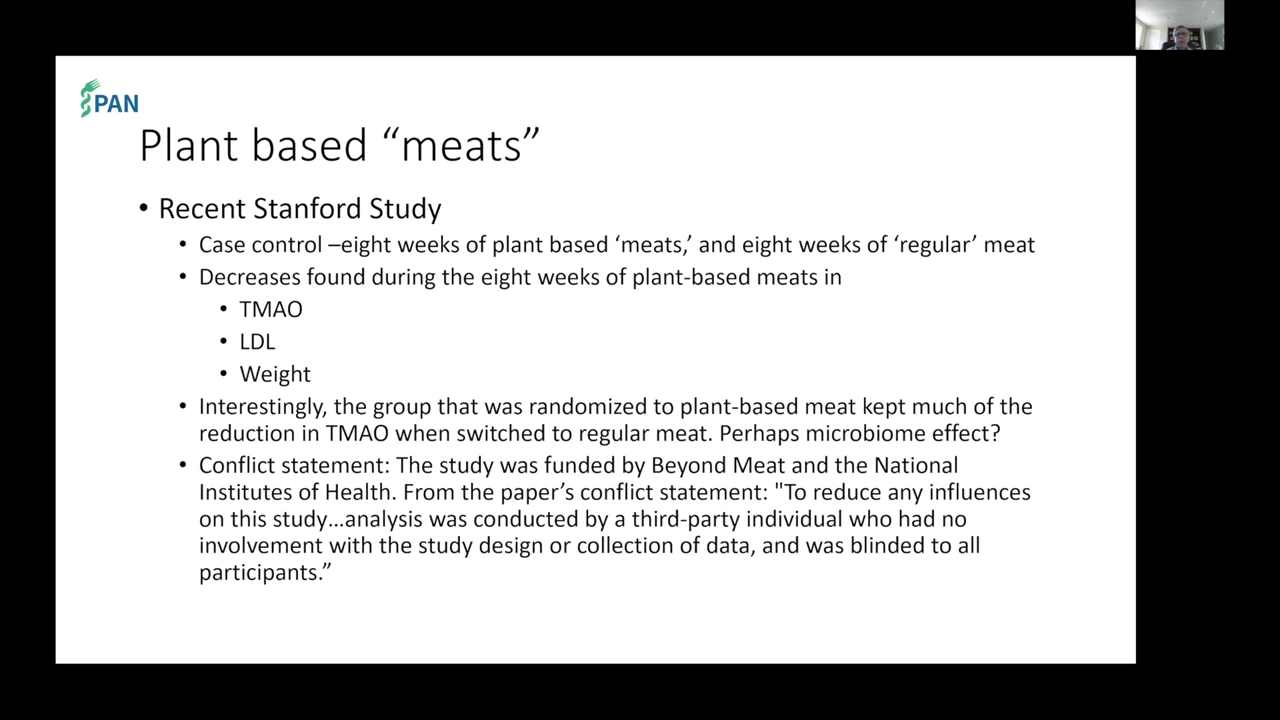 PAN
Plant based “meats”
• Recent Stanford Study
• Case control –eight weeks of plant based ‘meats,’ and eight weeks of ‘regular’ meat
• Decreases found during the eight weeks of plant-based meats in
• TMAO
• LDL
• Weight
• Interestingly, the group that was randomized to plant-based meat kept much of the
reduction in TMAO when switched to regular meat. Perhaps microbiome effect?
• Conflict statement: The study was funded by Beyond Meat and the National
Institutes of Health. From the paper’s conflict statement: "To reduce any influences
on this study…analysis was conducted by a third-party individual who had no
involvement with the study design or collection of data, and was blinded to all
participants.”